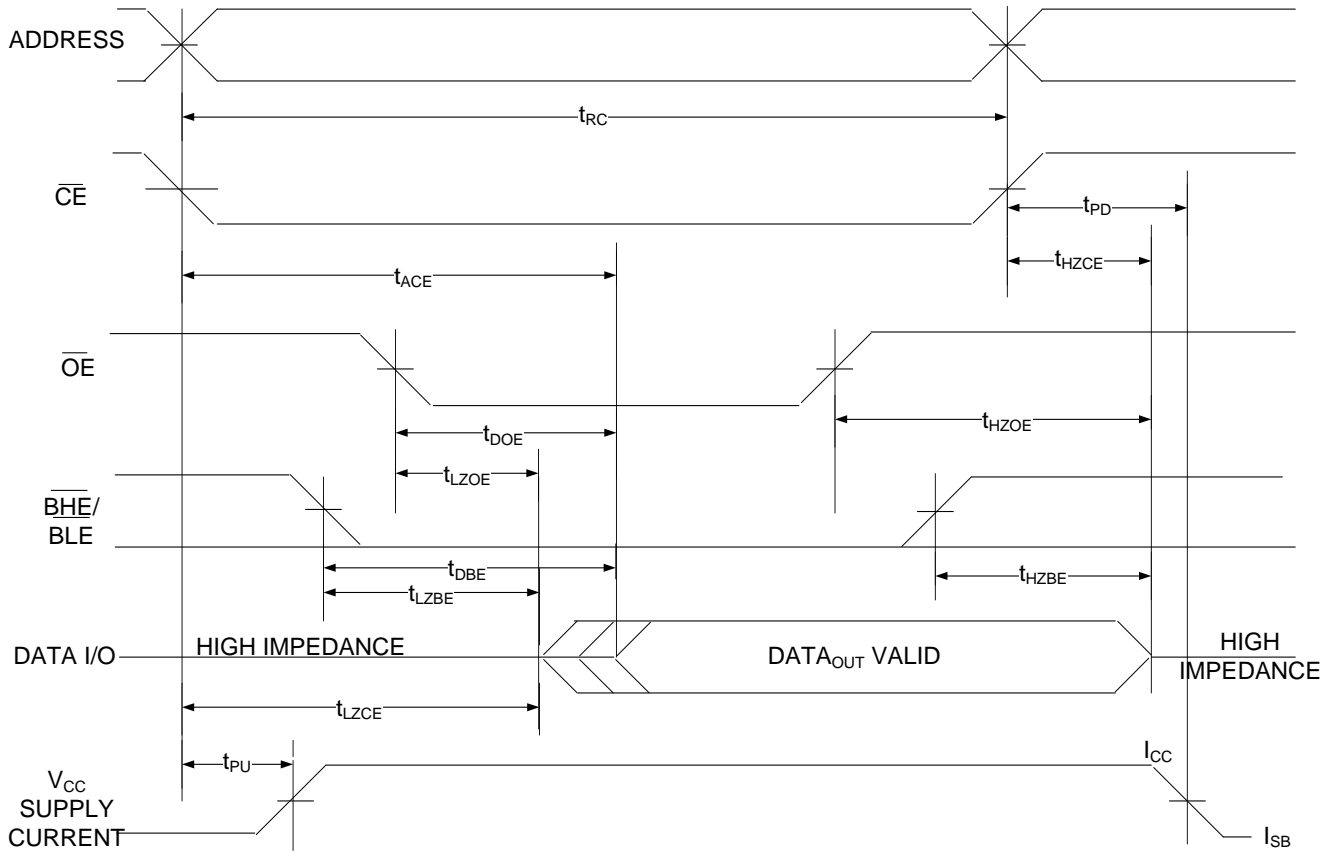 ADDRESS
tRC
CE
tPD
tACE
tHZCE
OE
tDOE
tHZOE
tLZOE
BHE/
BLE
tDBE
tHZBE
tLZBE
DATA I/O
HIGH IMPEDANCE
DATAOUT VALID
HIGH
IMPEDANCE
tLZCE
tPU
ICC
VCC
SUPPLY
CURRENT
ISB